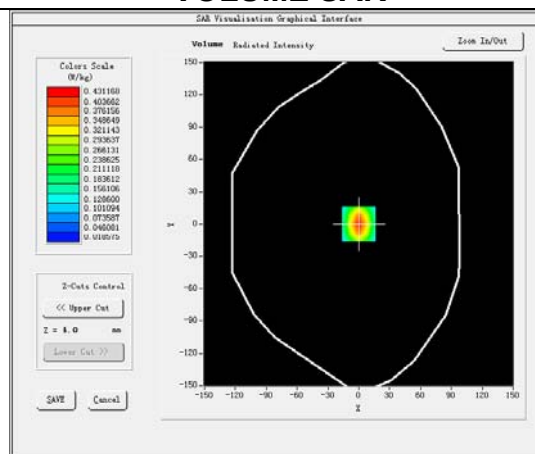 VOLUME SAR
SAR Visualisation Graphical Interface
Volume Radiated Intensity
Zoom In/Out
Colors Scale
(W/kg)
0.431168
0.403662
0.376156
0.348649
0.321143
0.293637
0.266131
0.238625
0.211118
0.183612
0.156106
0.128600
0.101094
0.073587
0.046081
0.018575
Z-Cuts Control
<< Upper Cut
Z = 4.0 mm
Lower Cut >>
SAVE Cancel
150
120
90
60
30
0
-30
-60
-90
-120
-150
Y
-150 -120 -90 -60 -30 0 30 60 90 120 150
X